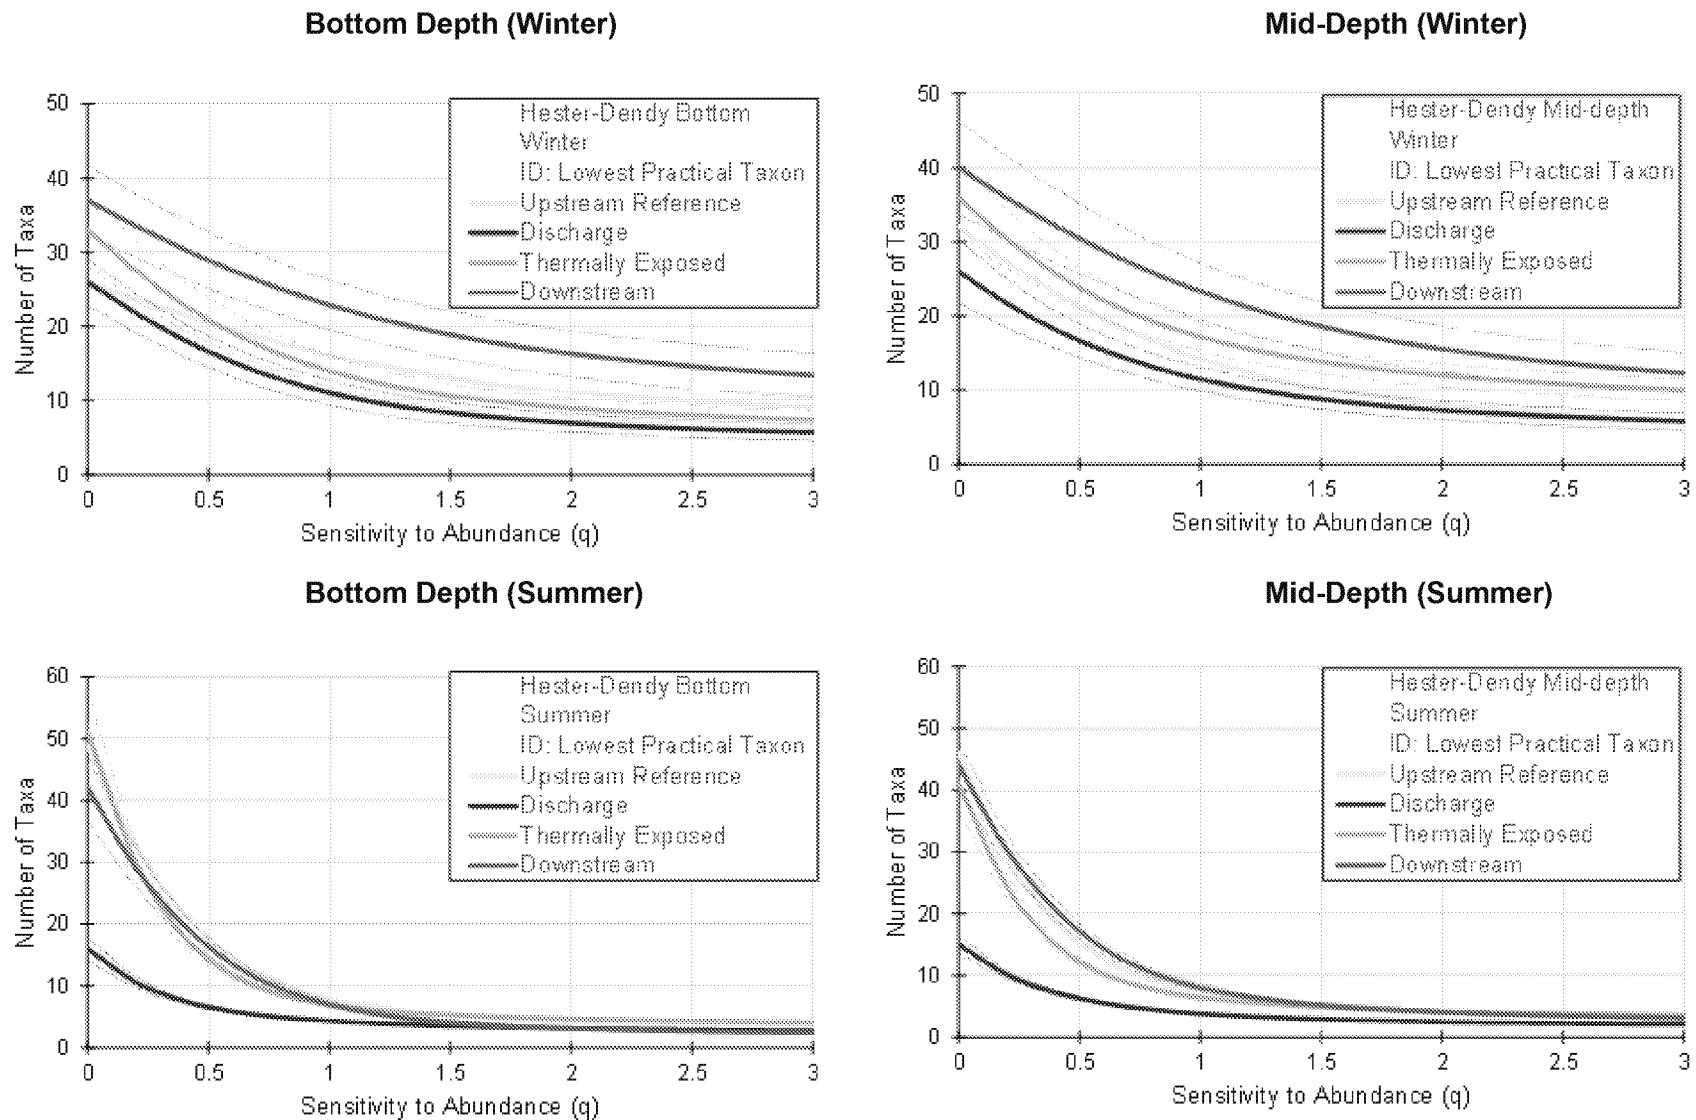 Bottom Depth (Winter)
50
40
30
20
10
0
Number of Taxa
Hester-Dendy Bottom
Winter
ID: Lowest Practical Taxon
Upstream Reference
Discharge
Thermally Exposed
Downstream
0 0.5 1 1.5 2 2.5 3
Sensitivity to Abundance (q)
Mid-Depth (Winter)
50
40
30
20
10
0
Number of Taxa
Hester-Dendy Mid-depth
Winter
ID: Lowest Practical Taxon
Upstream Reference
Discharge
Thermally Exposed
Downstream
0 0.5 1 1.5 2 2.5 3
Sensitivity to Abundance (q)
Bottom Depth (Summer)
60
50
40
30
20
10
0
Number of Taxa
Hester-Dendy Bottom
Summer
ID: Lowest Practical Taxon
Upstream Reference
Discharge
Thermally Exposed
Downstream
0 0.5 1 1.5 2 2.5 3
Sensitivity to Abundance (q)
Mid-Depth (Summer)
60
50
40
30
20
10
0
Number of Taxa
Hester-Dendy Mid-depth
Summer
ID: Lowest Practical Taxon
Upstream Reference
Discharge
Thermally Exposed
Downstream
0 0.5 1 1.5 2 2.5 3
Sensitivity to Abundance (q)